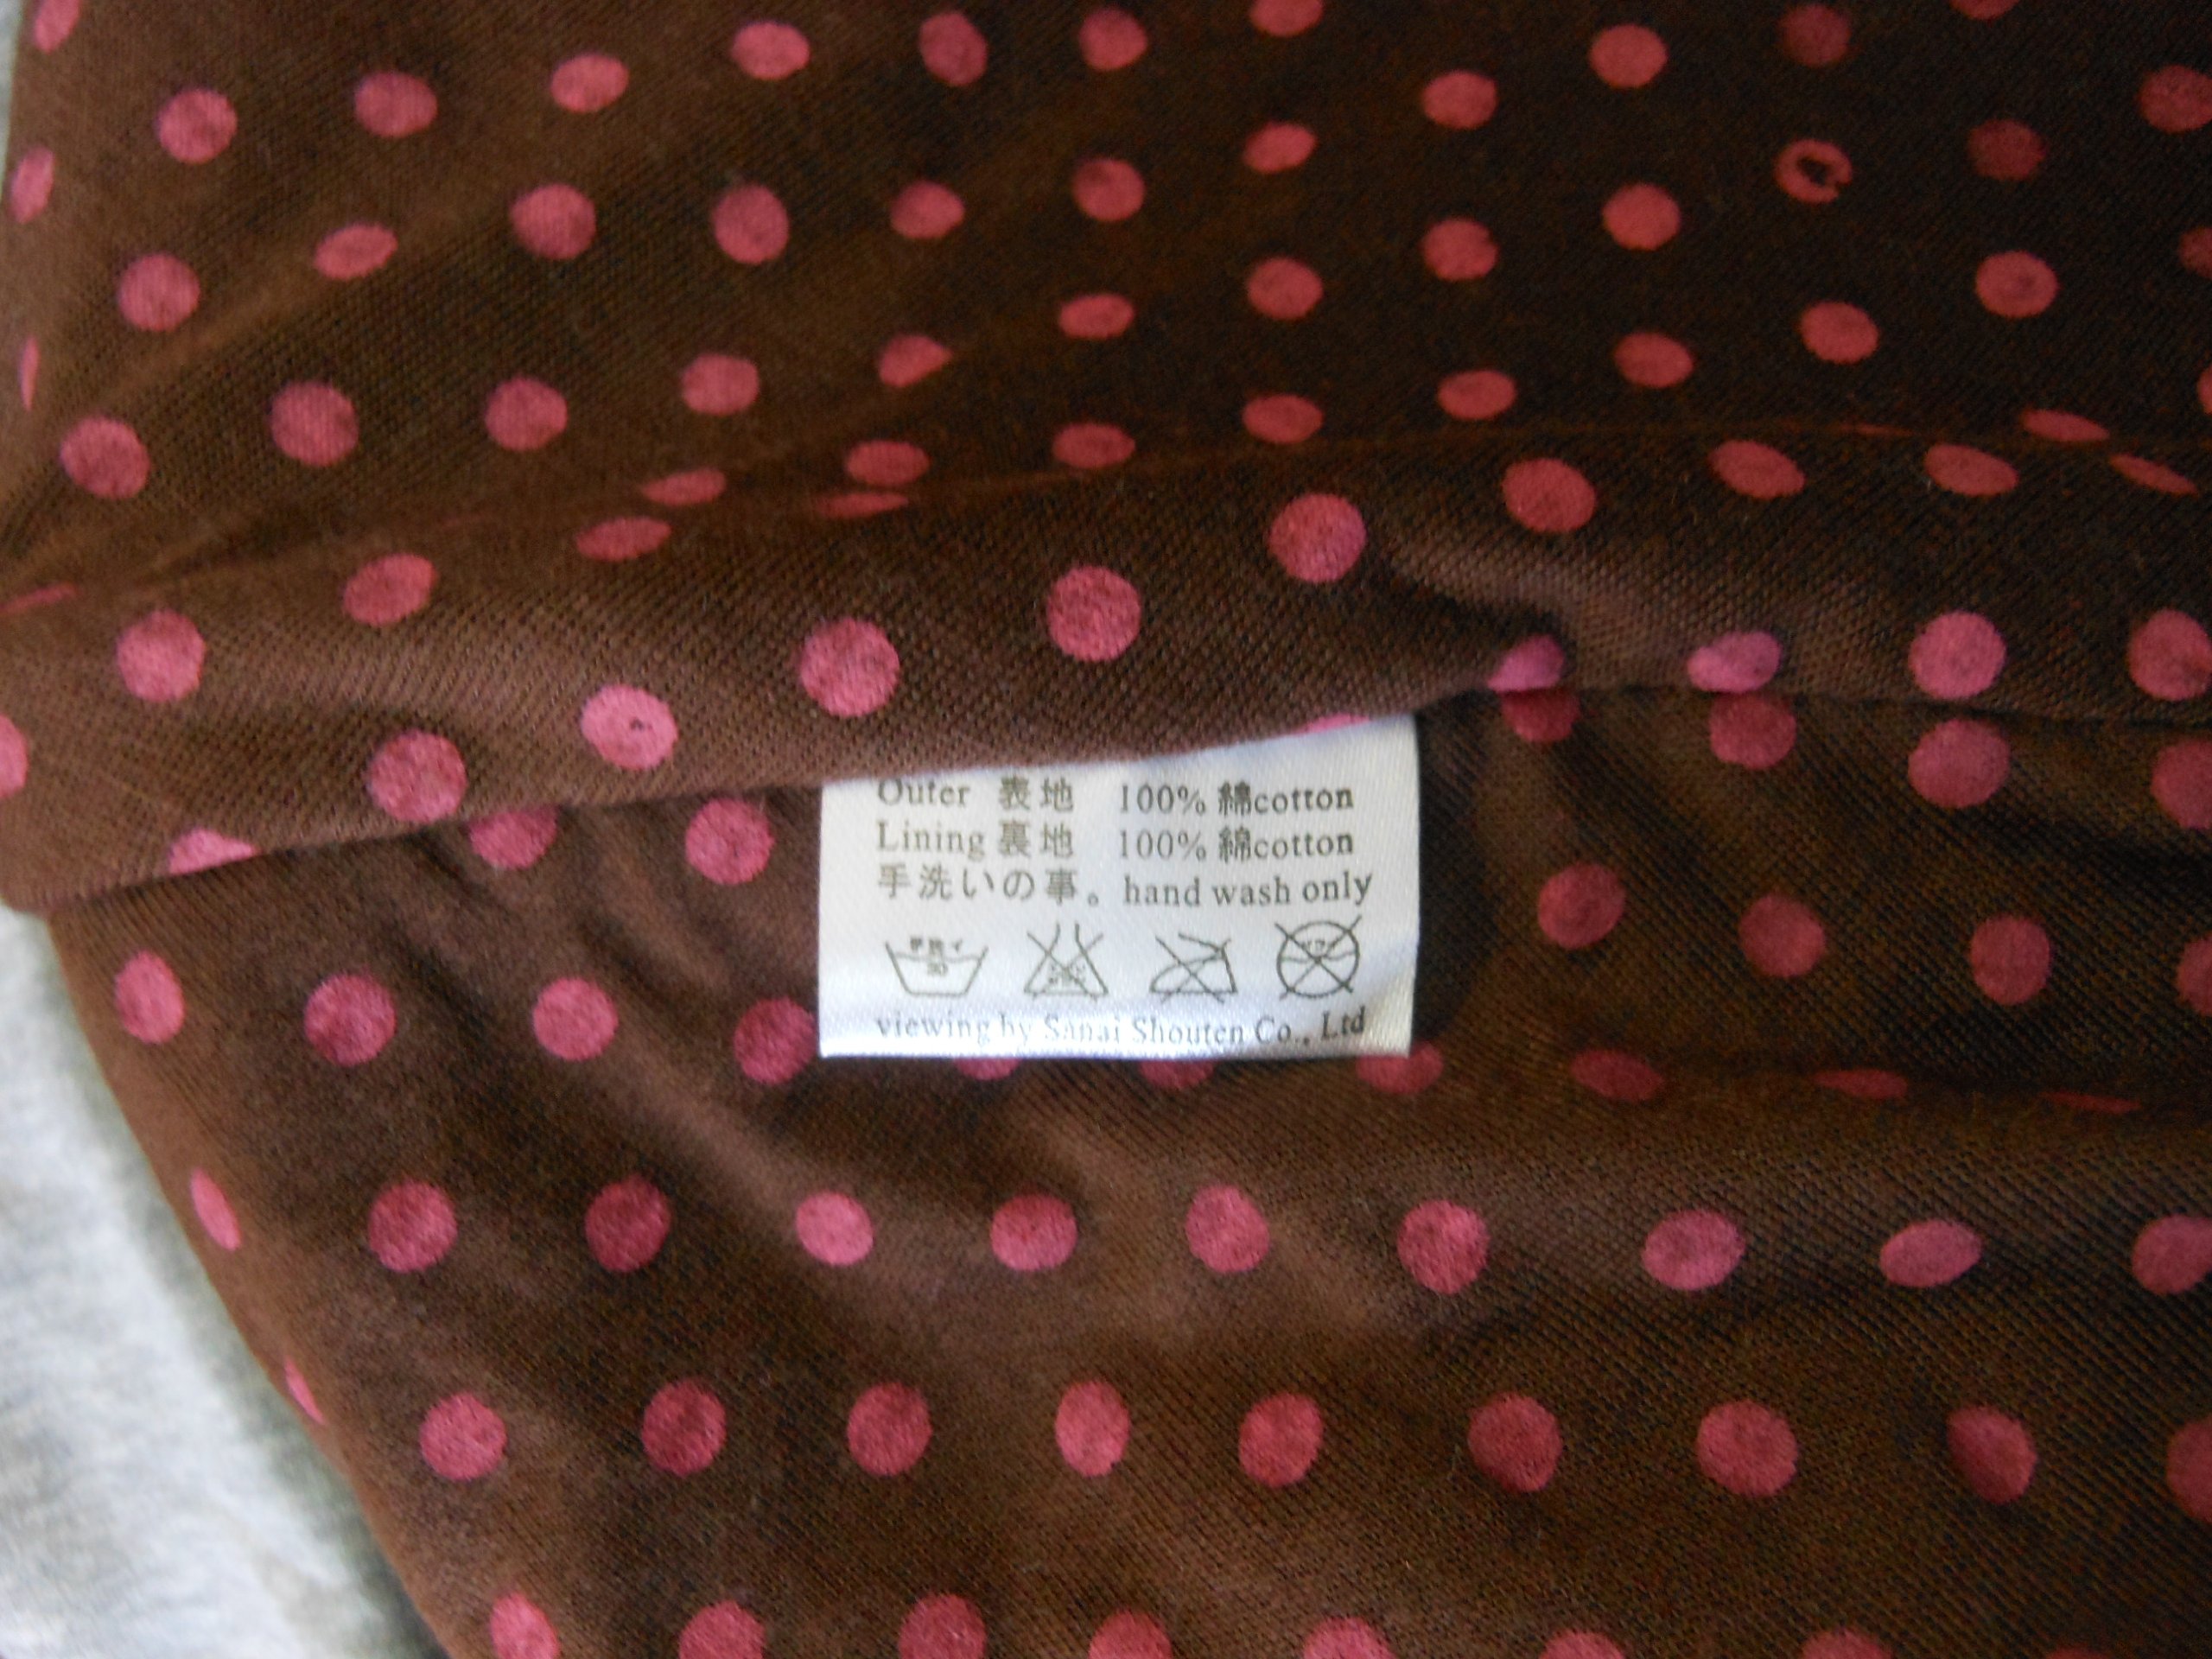 Outer 表地 100% 綿cotton
Lining 裏地 100% 綿cotton
手洗いの事。hand wash only
30
viewing by Sanai Shouten Co., Ltd